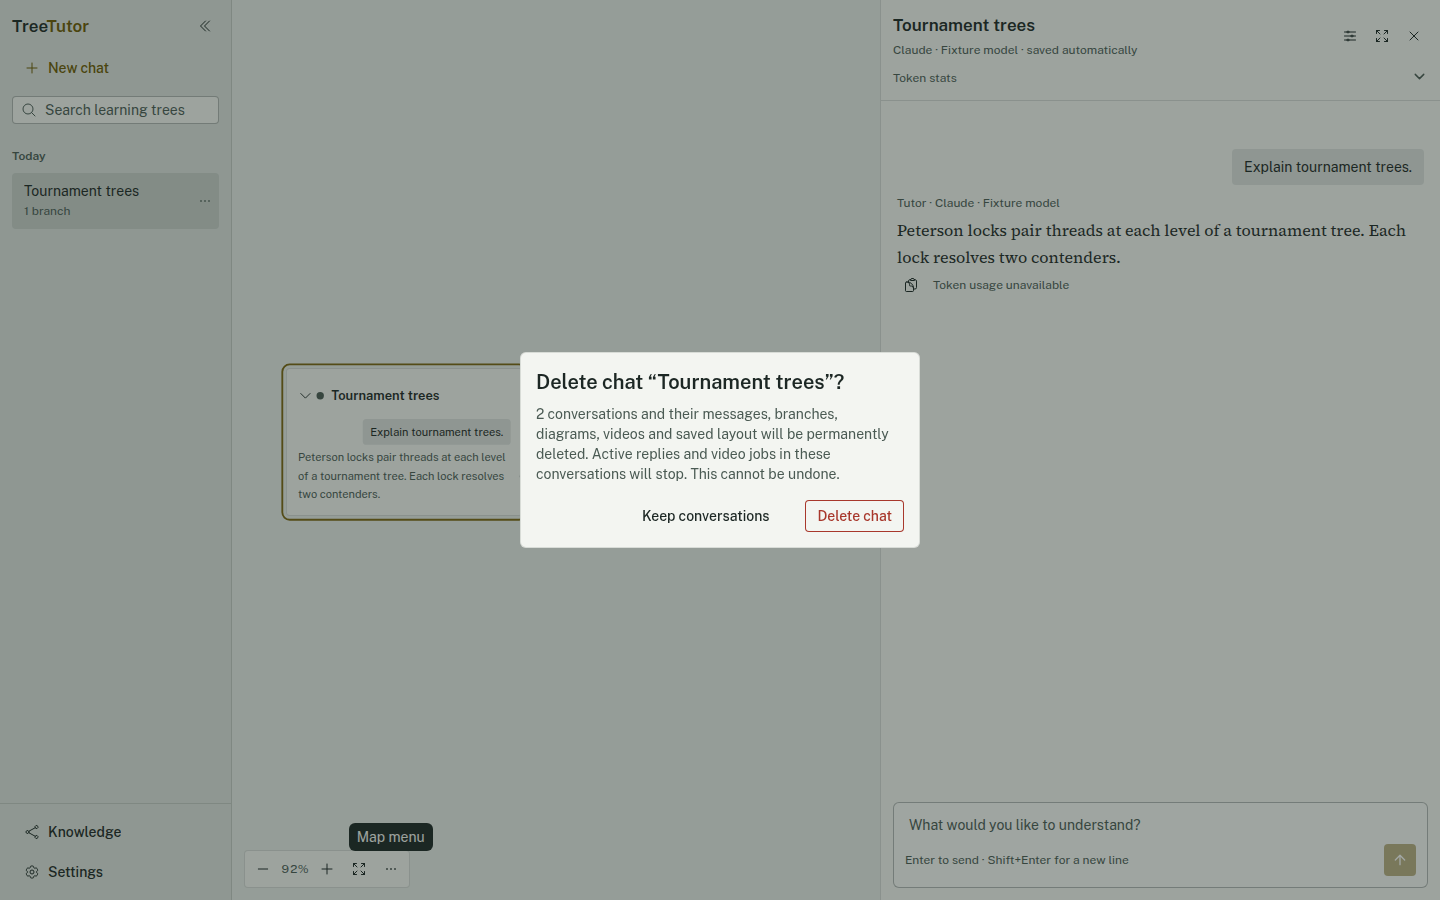 TreeTutor
New chat
Search learning trees
Today
Tournament trees
1 branch
Knowledge
Settings
Tournament trees
Explain tournament trees.
Peterson locks pair threads at each level
of a tournament tree. Each lock resolves
two contenders.
Map menu
92%
Delete chat “Tournament trees”?
2 conversations and their messages, branches,
diagrams, videos and saved layout will be permanently
deleted. Active replies and video jobs in these
conversations will stop. This cannot be undone.
Keep conversations
Delete chat
Tournament trees
Claude · Fixture model · saved automatically
Token stats
Explain tournament trees.
Tutor · Claude · Fixture model
Peterson locks pair threads at each level of a tournament tree. Each
lock resolves two contenders.
Token usage unavailable
What would you like to understand?
Enter to send · Shift+Enter for a new line